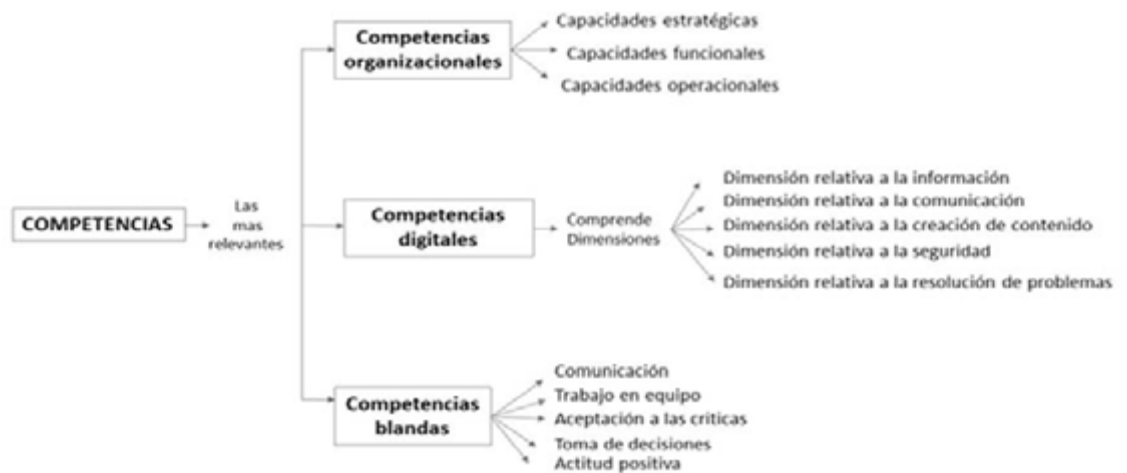 Competencias
organizacionales
Capacidades estratégicas
Capacidades funcionales
Capacidades operacionales
COMPETENCIAS
Las
mas
relevantes
Competencias
digitales
Comprende
Dimensiones
Dimensión relativa a la información
Dimensión relativa a la comunicación
Dimensión relativa a la creación de contenido
Dimensión relativa a la seguridad
Dimensión relativa a la resolución de problemas
Competencias
blandas
Comunicación
Trabajo en equipo
Aceptación a las criticas
Toma de decisiones
Actitud positiva